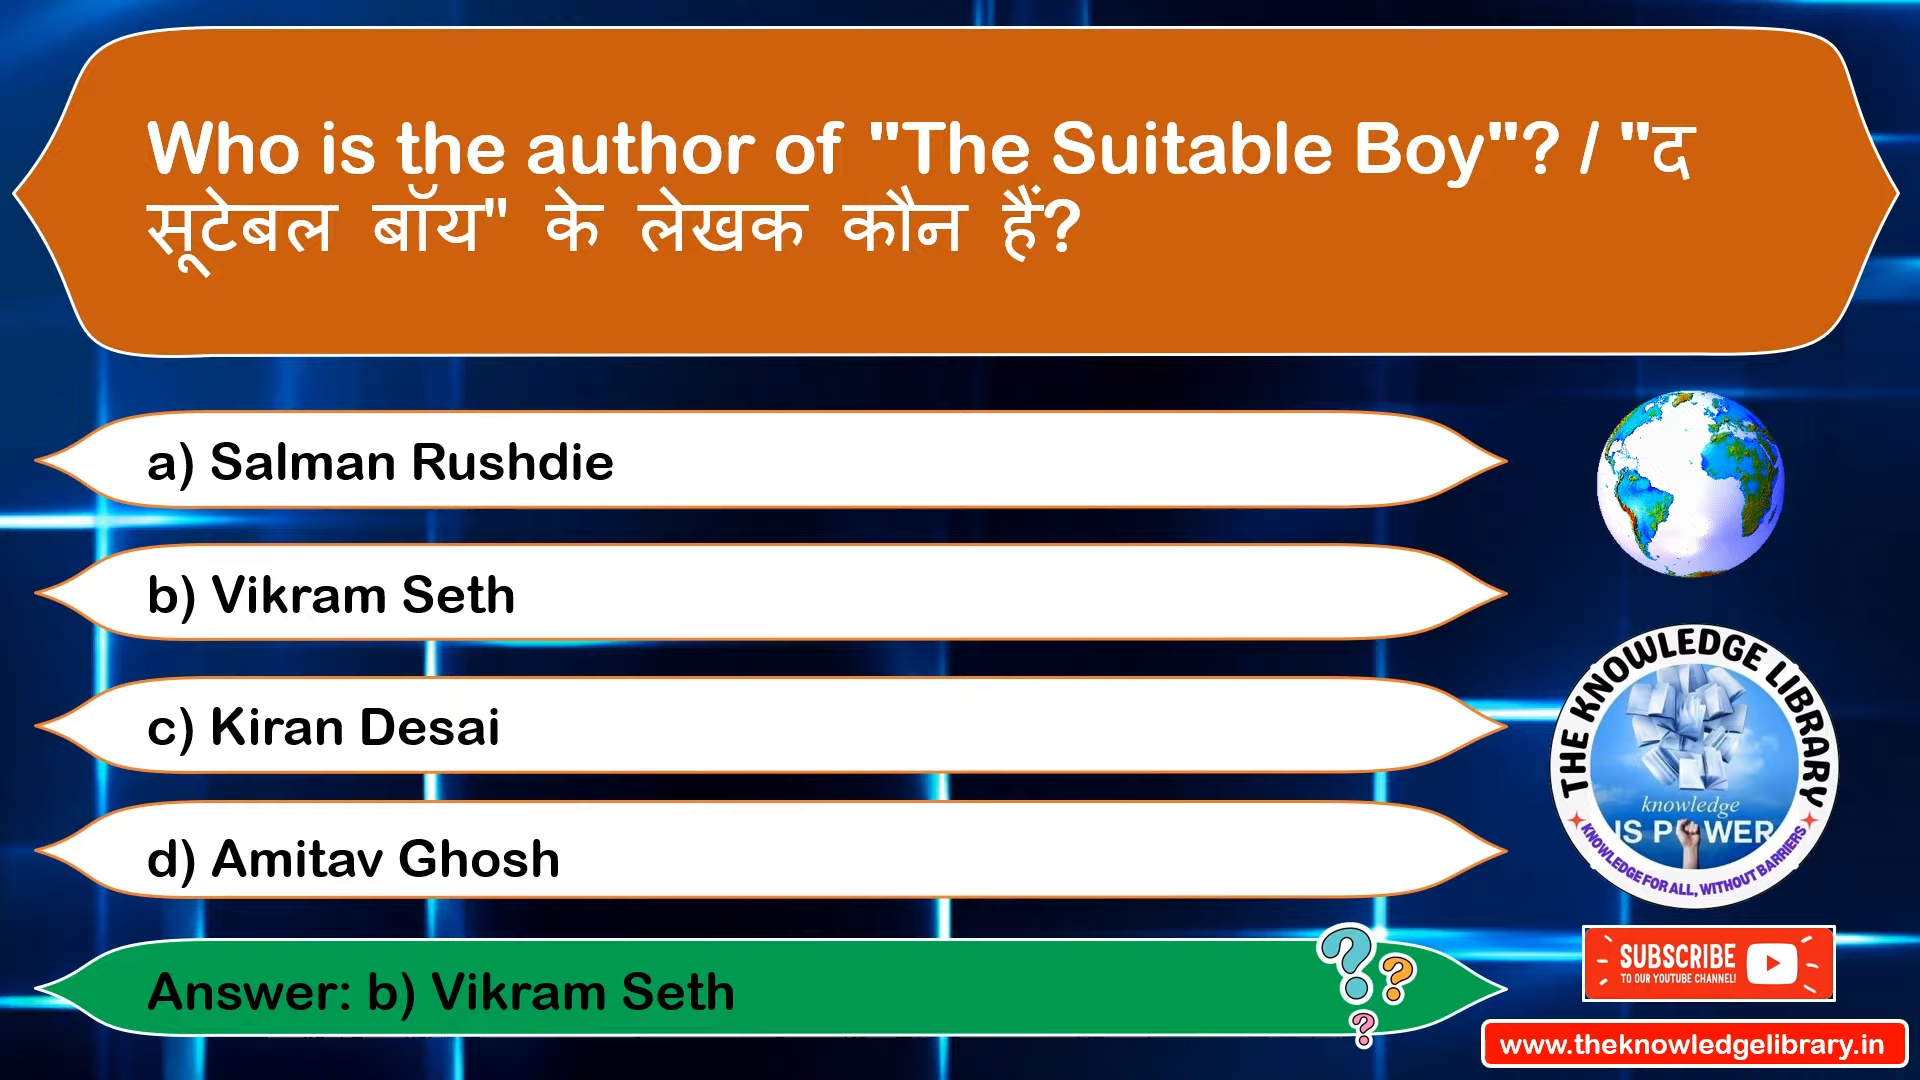 Who is the author of "The Suitable Boy"? / "द
सूटेबल बॉय" के लेखक कौन हैं?
a) Salman Rushdie
b) Vikram Seth
c) Kiran Desai
d) Amitav Ghosh
Answer: b) Vikram Seth
THE KNOWLEDGE LIBRARY
knowledge
IS POWER
KNOWLEDGE FOR ALL, WITHOUT BARRIERS
SUBSCRIBE
TO OUR YOUTUBE CHANNEL!
www.theknowledgelibrary.in